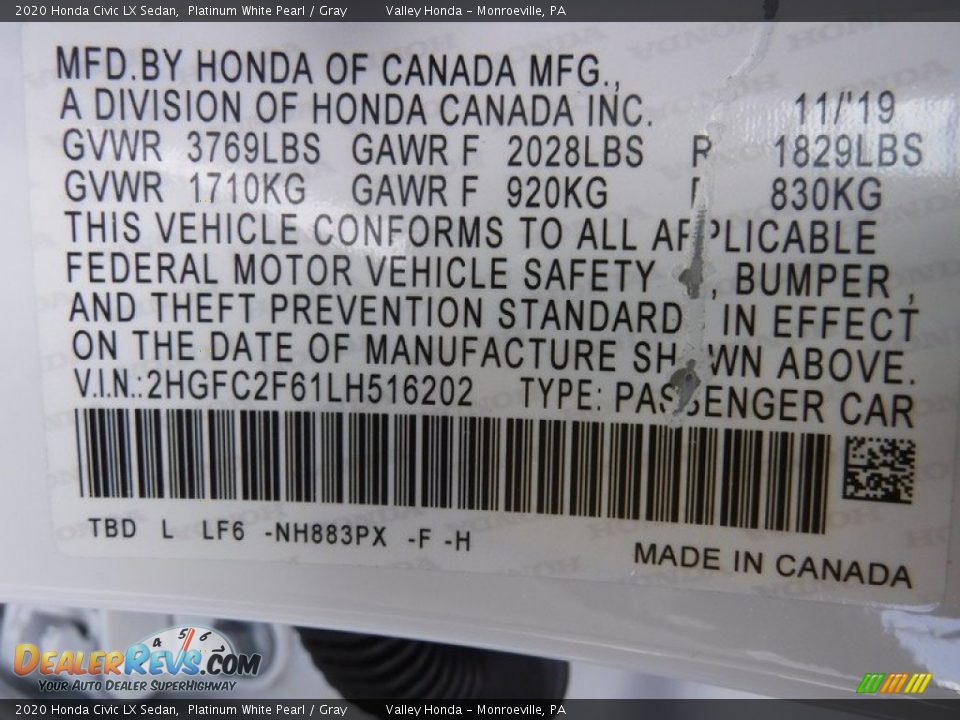 2020 Honda Civic LX Sedan, Platinum White Pearl / Gray Valley Honda - Monroeville, PA
MFD.BY HONDA OF CANADA MFG.,
A DIVISION OF HONDA CANADA INC. 11/'19
GVWR 3769LBS GAWR F 2028LBS R 1829LBS
GVWR 1710KG GAWR F 920KG R 830KG
THIS VEHICLE CONFORMS TO ALL APPLICABLE
FEDERAL MOTOR VEHICLE SAFETY , BUMPER ,
AND THEFT PREVENTION STANDARD IN EFFECT
ON THE DATE OF MANUFACTURE SHOWN ABOVE.
V.I.N.:2HGFC2F61LH516202 TYPE: PASSENGER CAR
TBD L LF6 -NH883PX -F -H
MADE IN CANADA
4 5 6
DealerRevs.com
Your Auto Dealer SuperHighway
2020 Honda Civic LX Sedan, Platinum White Pearl / Gray Valley Honda - Monroeville, PA